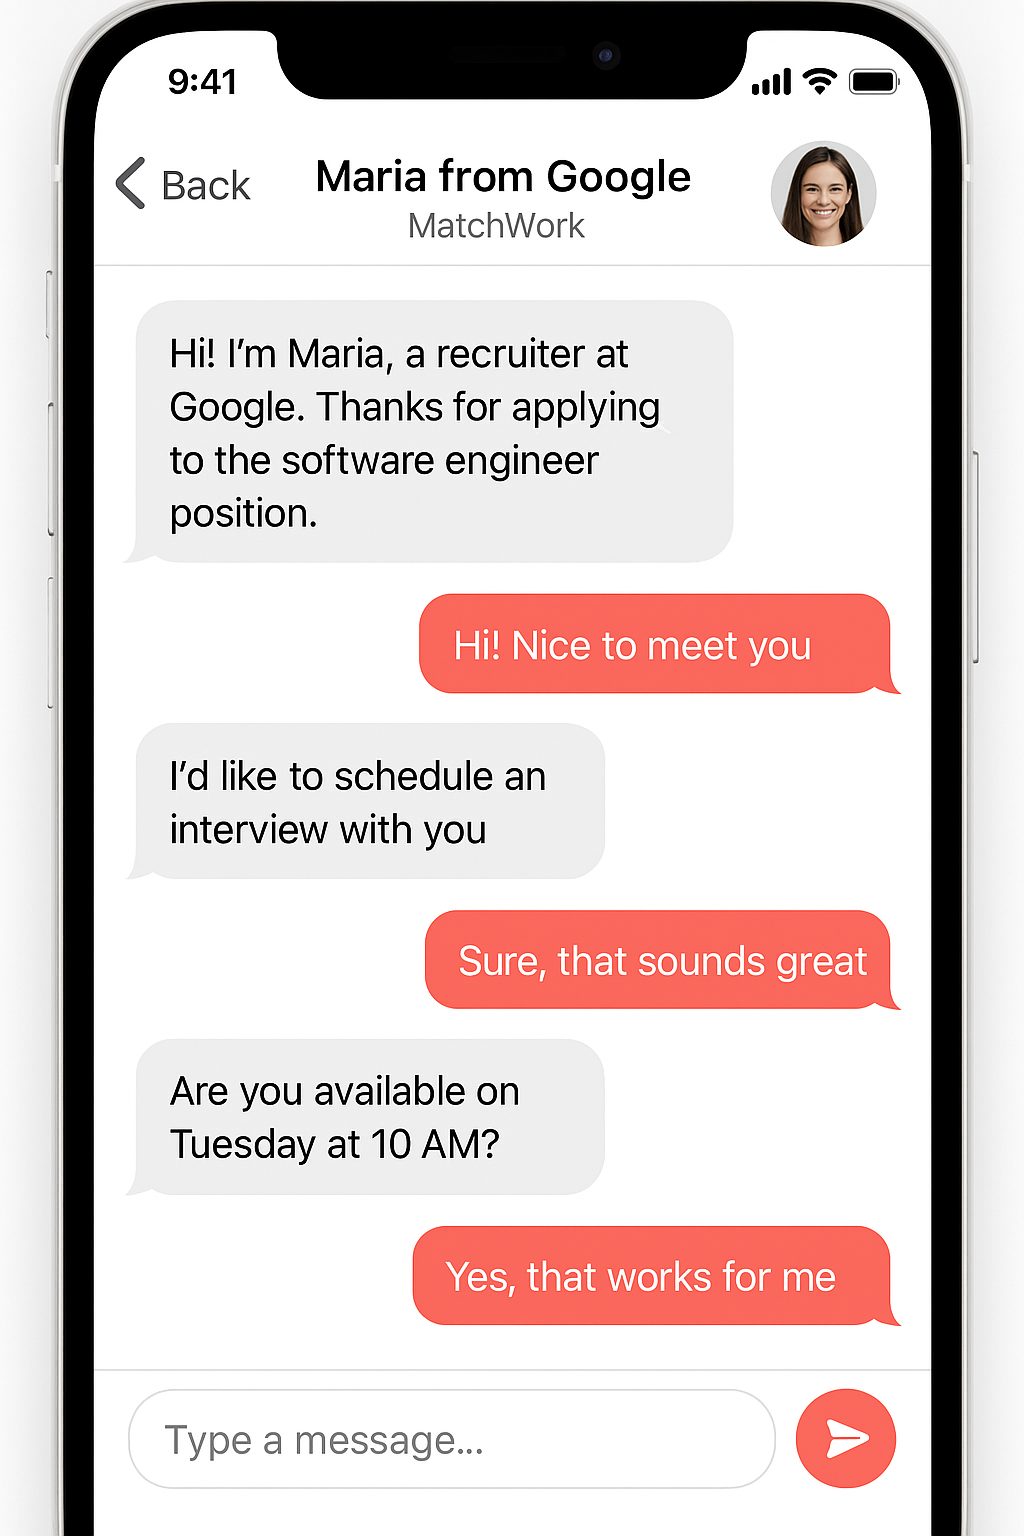 9:41
Back
Maria from Google
MatchWork
Hi! I’m Maria, a recruiter at
Google. Thanks for applying
to the software engineer
position.
Hi! Nice to meet you
I’d like to schedule an
interview with you
Sure, that sounds great
Are you available on
Tuesday at 10 AM?
Yes, that works for me
Type a message...